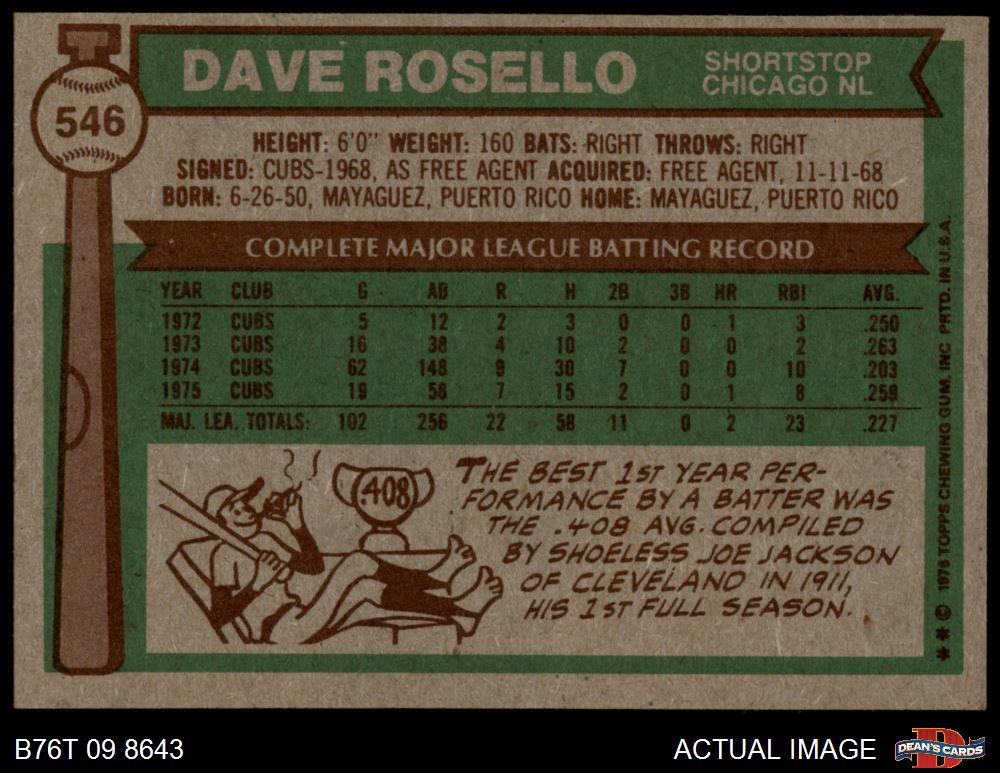 DAVE ROSELLO
SHORTSTOP
CHICAGO NL
546
HEIGHT: 6'0" WEIGHT: 160 BATS: RIGHT THROWS: RIGHT
SIGNED: CUBS-1968, AS FREE AGENT ACQUIRED: FREE AGENT, 11-11-68
BORN: 6-26-50, MAYAGUEZ, PUERTO RICO HOME: MAYAGUEZ, PUERTO RICO
COMPLETE MAJOR LEAGUE BATTING RECORD
YEAR CLUB G AB R H 2B 3B HR RBI AVG.
1972 CUBS 5 12 2 3 0 0 1 3 .250
1973 CUBS 16 38 4 10 2 0 0 2 .263
1974 CUBS 62 148 9 30 7 0 0 10 .203
1975 CUBS 19 58 7 15 2 0 1 8 .259
MAJ. LEA. TOTALS: 102 256 22 58 11 0 2 23 .227
408
THE BEST 1ST YEAR PER-
FORMANCE BY A BATTER WAS
THE .408 AVG. COMPILED
BY SHOELESS JOE JACKSON
OF CLEVELAND IN 1911,
HIS 1ST FULL SEASON.
** © 1976 TOPPS CHEWING GUM, INC. PRTD. IN U.S.A.
B76T 09 8643
ACTUAL IMAGE
D
DEAN'S CARDS